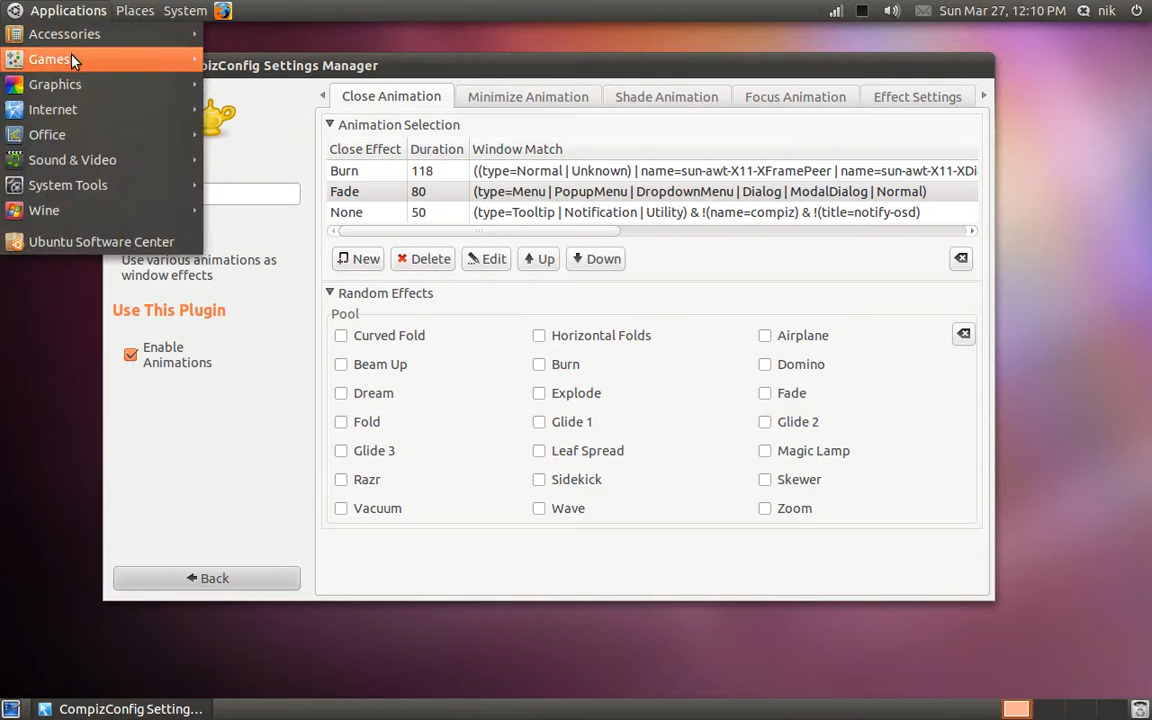 Applications Places System Sun Mar 27, 12:10 PM nik
Accessories
Games
Graphics
Internet
Office
Sound & Video
System Tools
Wine
Ubuntu Software Center
mpizConfig Settings Manager
Use various animations as
window effects
Use This Plugin
Enable
Animations
Back
Close Animation Minimize Animation Shade Animation Focus Animation Effect Settings
Animation Selection
Close Effect Duration Window Match
Burn 118 ((type=Normal | Unknown) | name=sun-awt-X11-XFramePeer | name=sun-awt-X11-XDi
Fade 80 (type=Menu | PopupMenu | DropdownMenu | Dialog | ModalDialog | Normal)
None 50 (type=Tooltip | Notification | Utility) & !(name=compiz) & !(title=notify-osd)
New Delete Edit Up Down
Random Effects
Pool
Curved Fold Horizontal Folds Airplane
Beam Up Burn Domino
Dream Explode Fade
Fold Glide 1 Glide 2
Glide 3 Leaf Spread Magic Lamp
Razr Sidekick Skewer
Vacuum Wave Zoom
CompizConfig Setting...